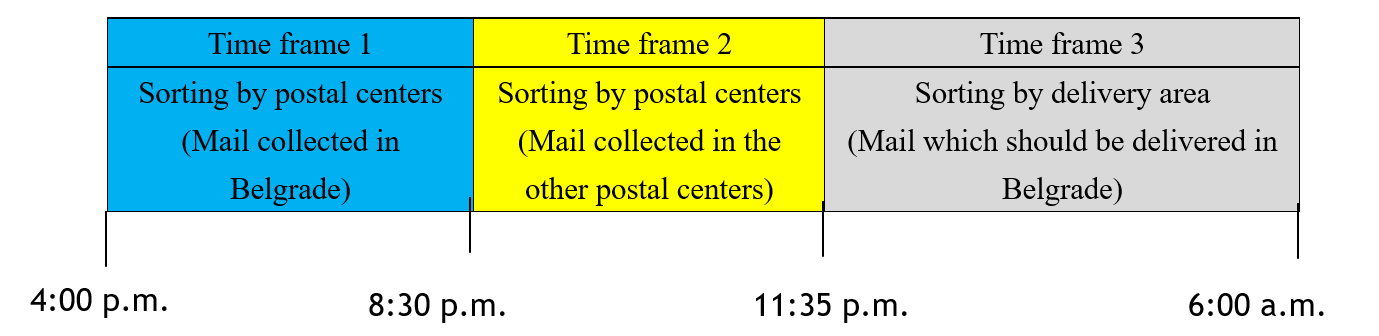 Time frame 1
Time frame 2
Time frame 3
Sorting by postal centers
(Mail collected in
Belgrade)
Sorting by postal centers
(Mail collected in the
other postal centers)
Sorting by delivery area
(Mail which should be delivered in
Belgrade)
4:00 p.m.
8:30 p.m.
11:35 p.m.
6:00 a.m.